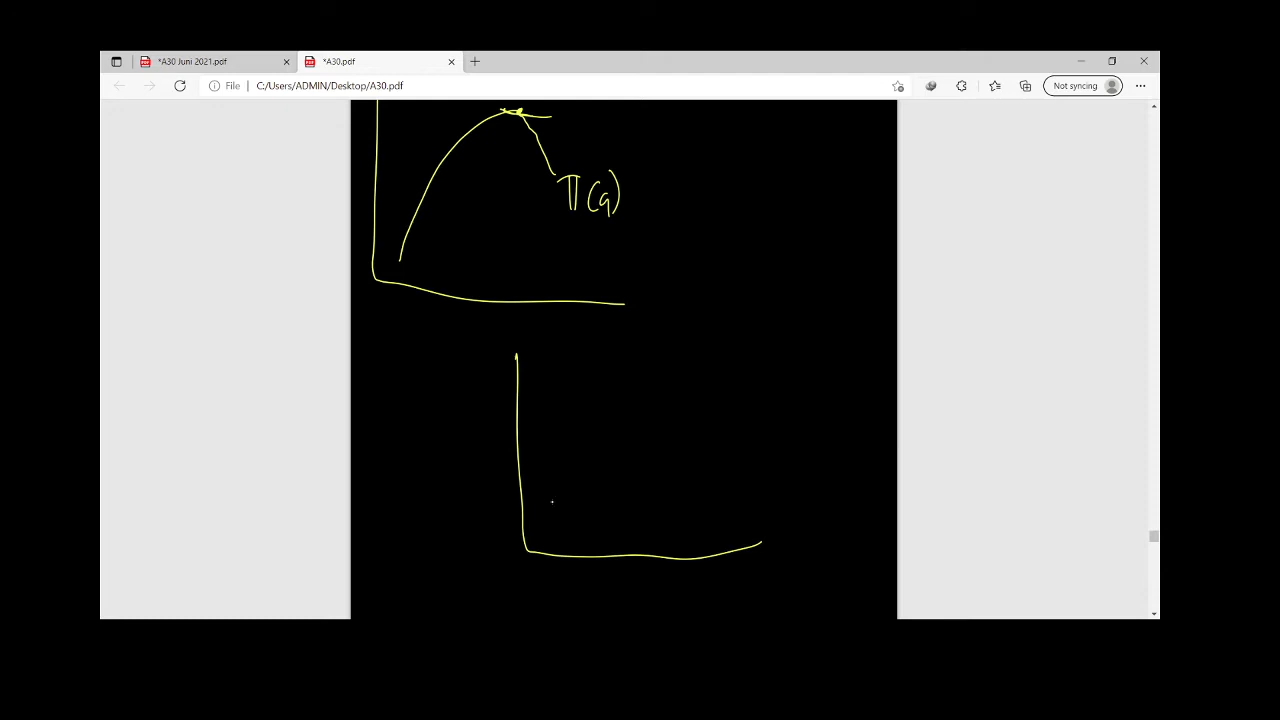 *A30 Juni 2021.pdf
*A30.pdf
File
C:/Users/ADMIN/Desktop/A30.pdf
Not syncing
π(q)